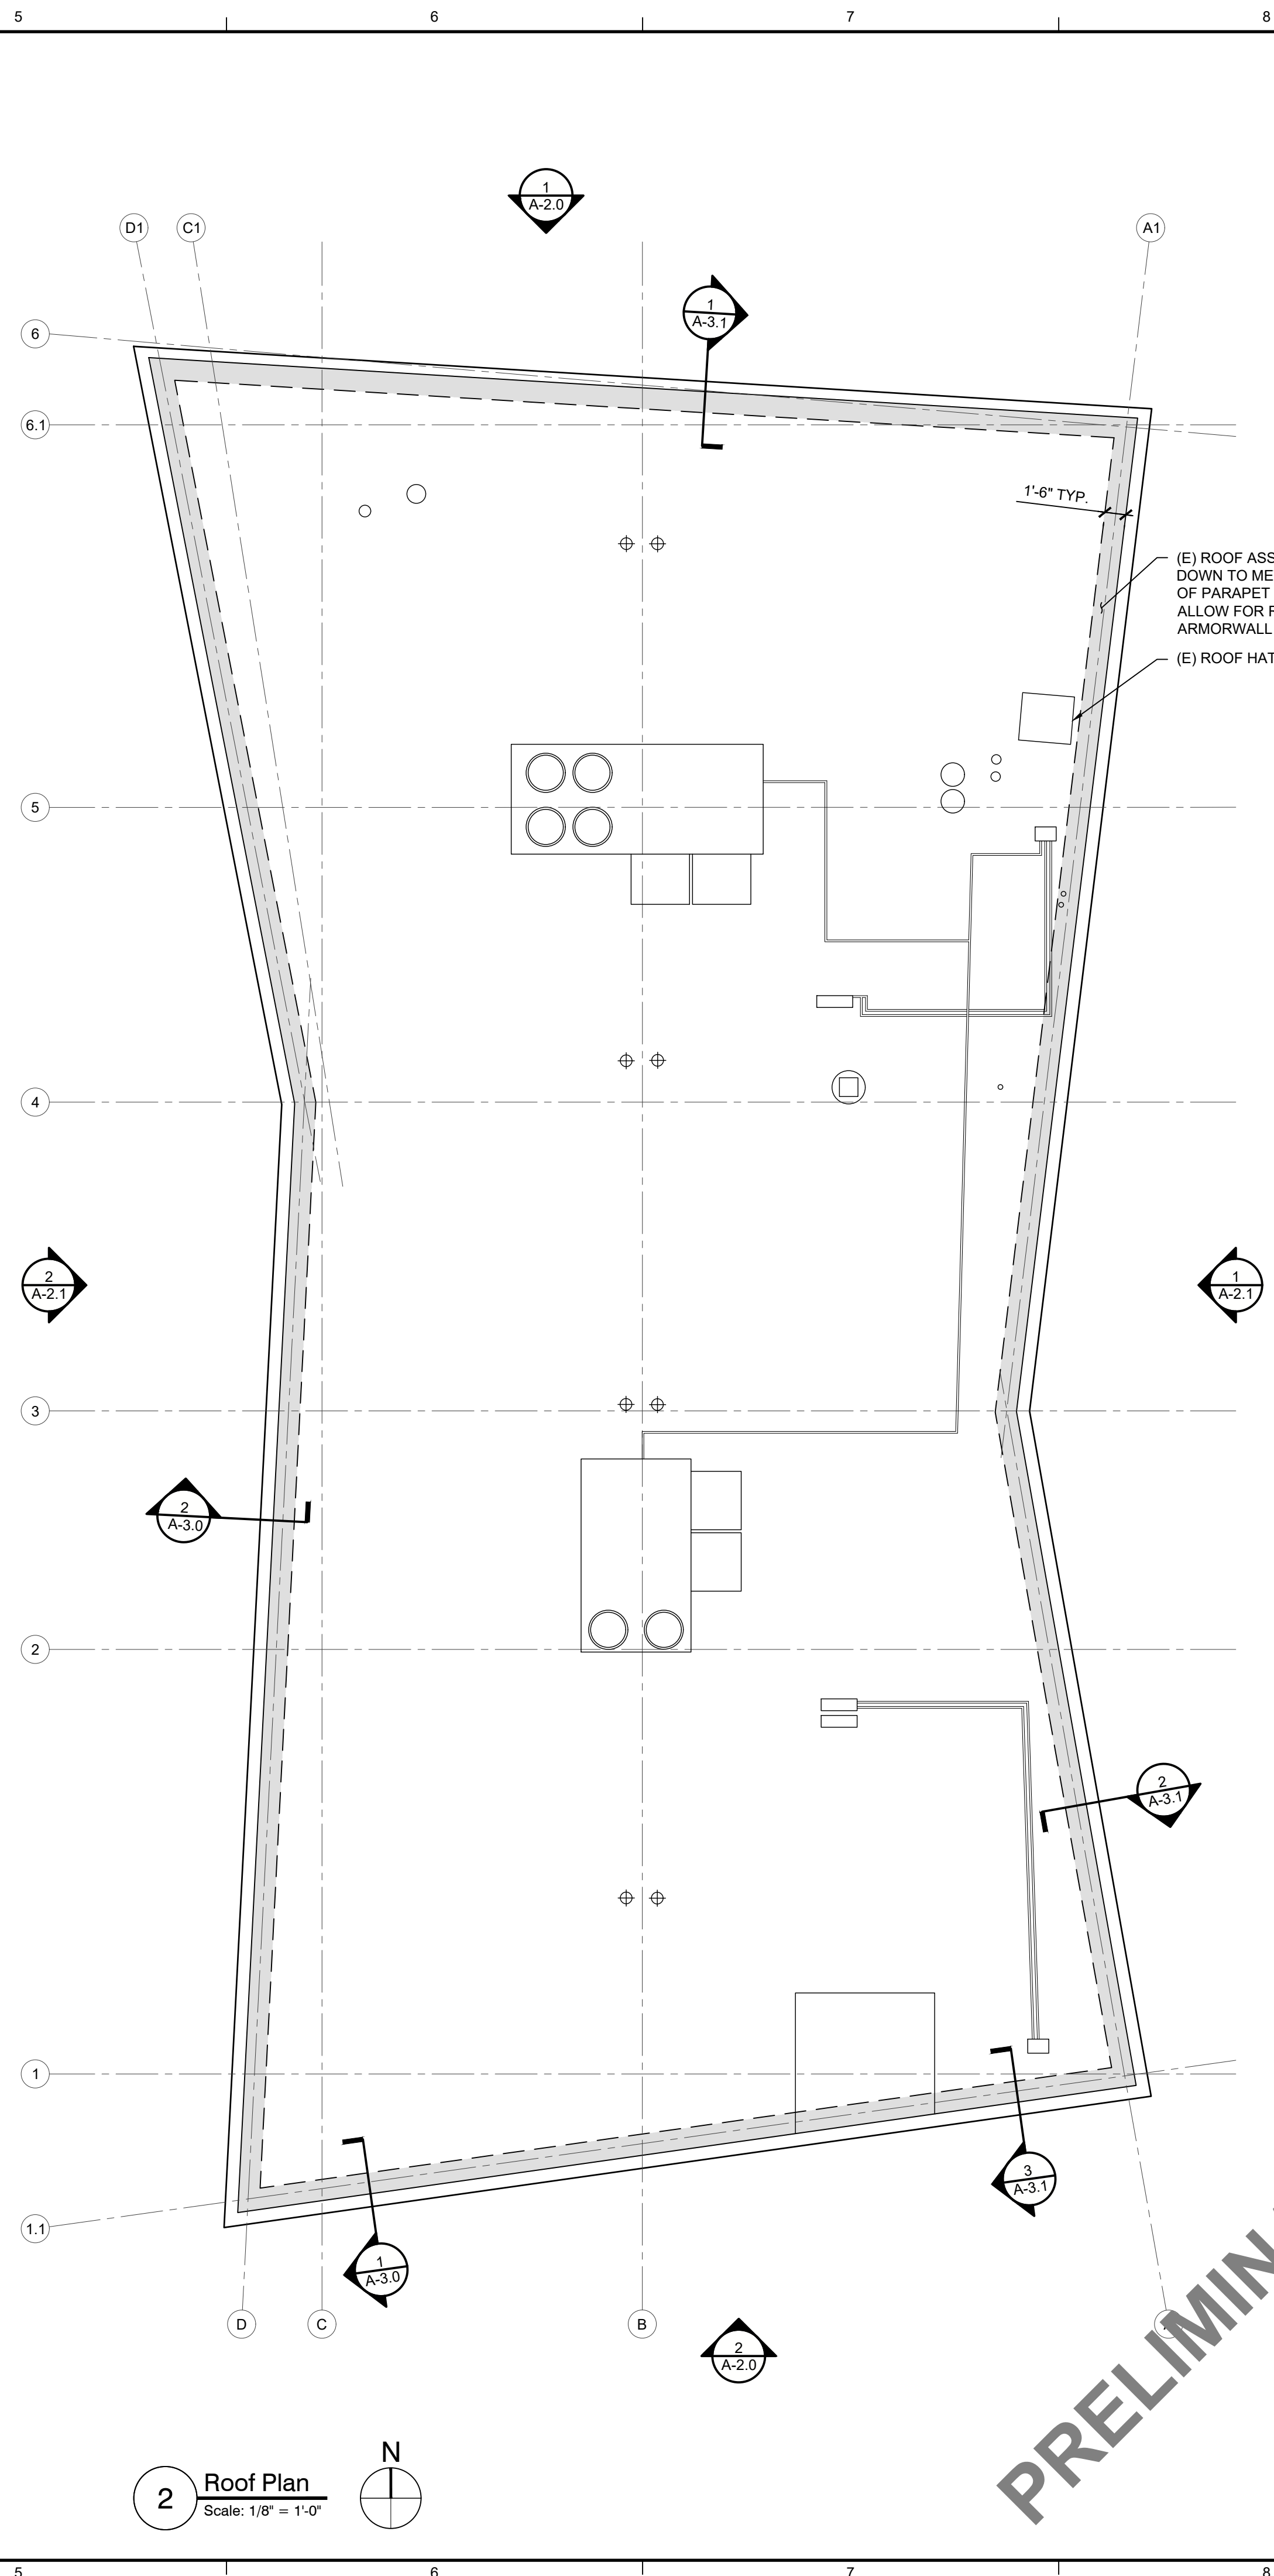 5 6 7 8
1
A-2.0
D1 C1 A1
1
A-3.1
6
6.1
1'-6" TYP.
(E) ROOF ASS
DOWN TO ME
OF PARAPET
ALLOW FOR
ARMORWALL
(E) ROOF HAT
5
4
2
A-2.1
1
A-2.1
3
2
A-3.0
2
2
A-3.1
1
3
A-3.1
1.1
1
A-3.0
D C B
2
A-2.0
PRELIMIN
N
2 Roof Plan
Scale: 1/8" = 1'-0"
5 6 7 8